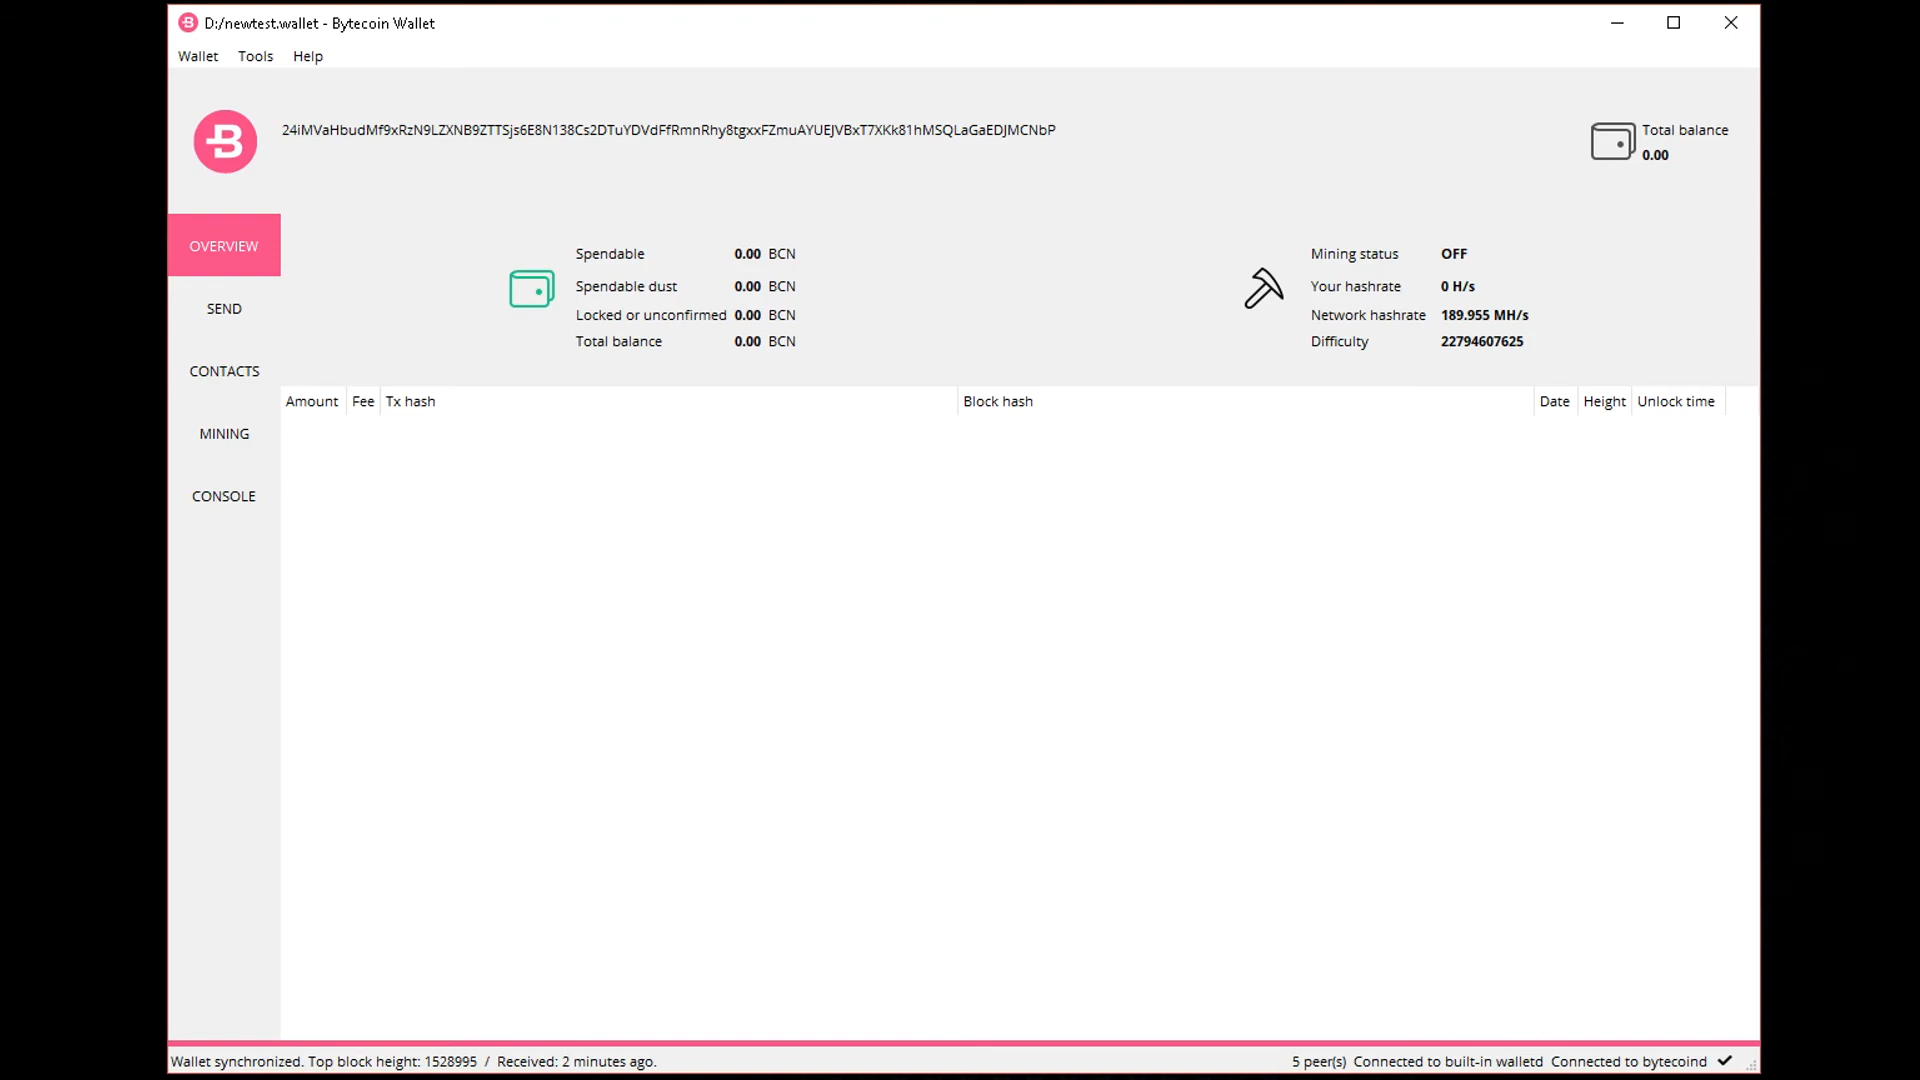 D:/newtest.wallet - Bytecoin Wallet
Wallet Tools Help
24iMVaHbudMf9xRzN9LZXNB9ZTTSjs6E8N138Cs2DTuYDVdFfRmnRhy8tgxxFZmuAYUEJVBxT7XKk81hMSQLaGaEDJMCNbP
Total balance
0.00
OVERVIEW
SEND
CONTACTS
MINING
CONSOLE
Spendable 0.00 BCN
Spendable dust 0.00 BCN
Locked or unconfirmed 0.00 BCN
Total balance 0.00 BCN
Mining status OFF
Your hashrate 0 H/s
Network hashrate 189.955 MH/s
Difficulty 22794607625
Amount Fee Tx hash Block hash Date Height Unlock time
Wallet synchronized. Top block height: 1528995 / Received: 2 minutes ago.
5 peer(s) Connected to built-in walletd Connected to bytecoind